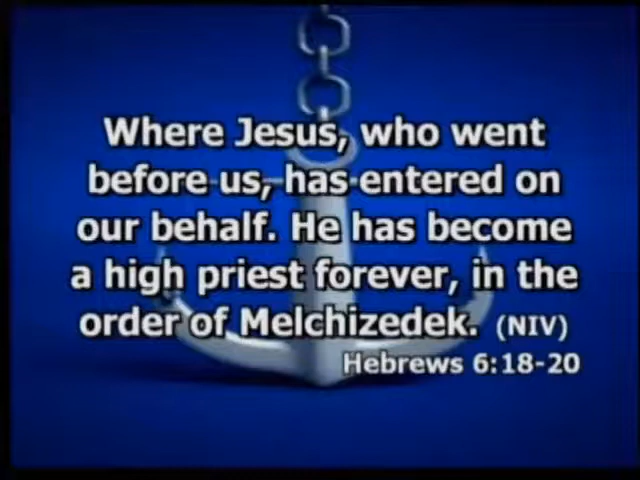 Where Jesus, who went
before us, has entered on
our behalf. He has become
a high priest forever, in the
order of Melchizedek. (NIV)
Hebrews 6:18-20